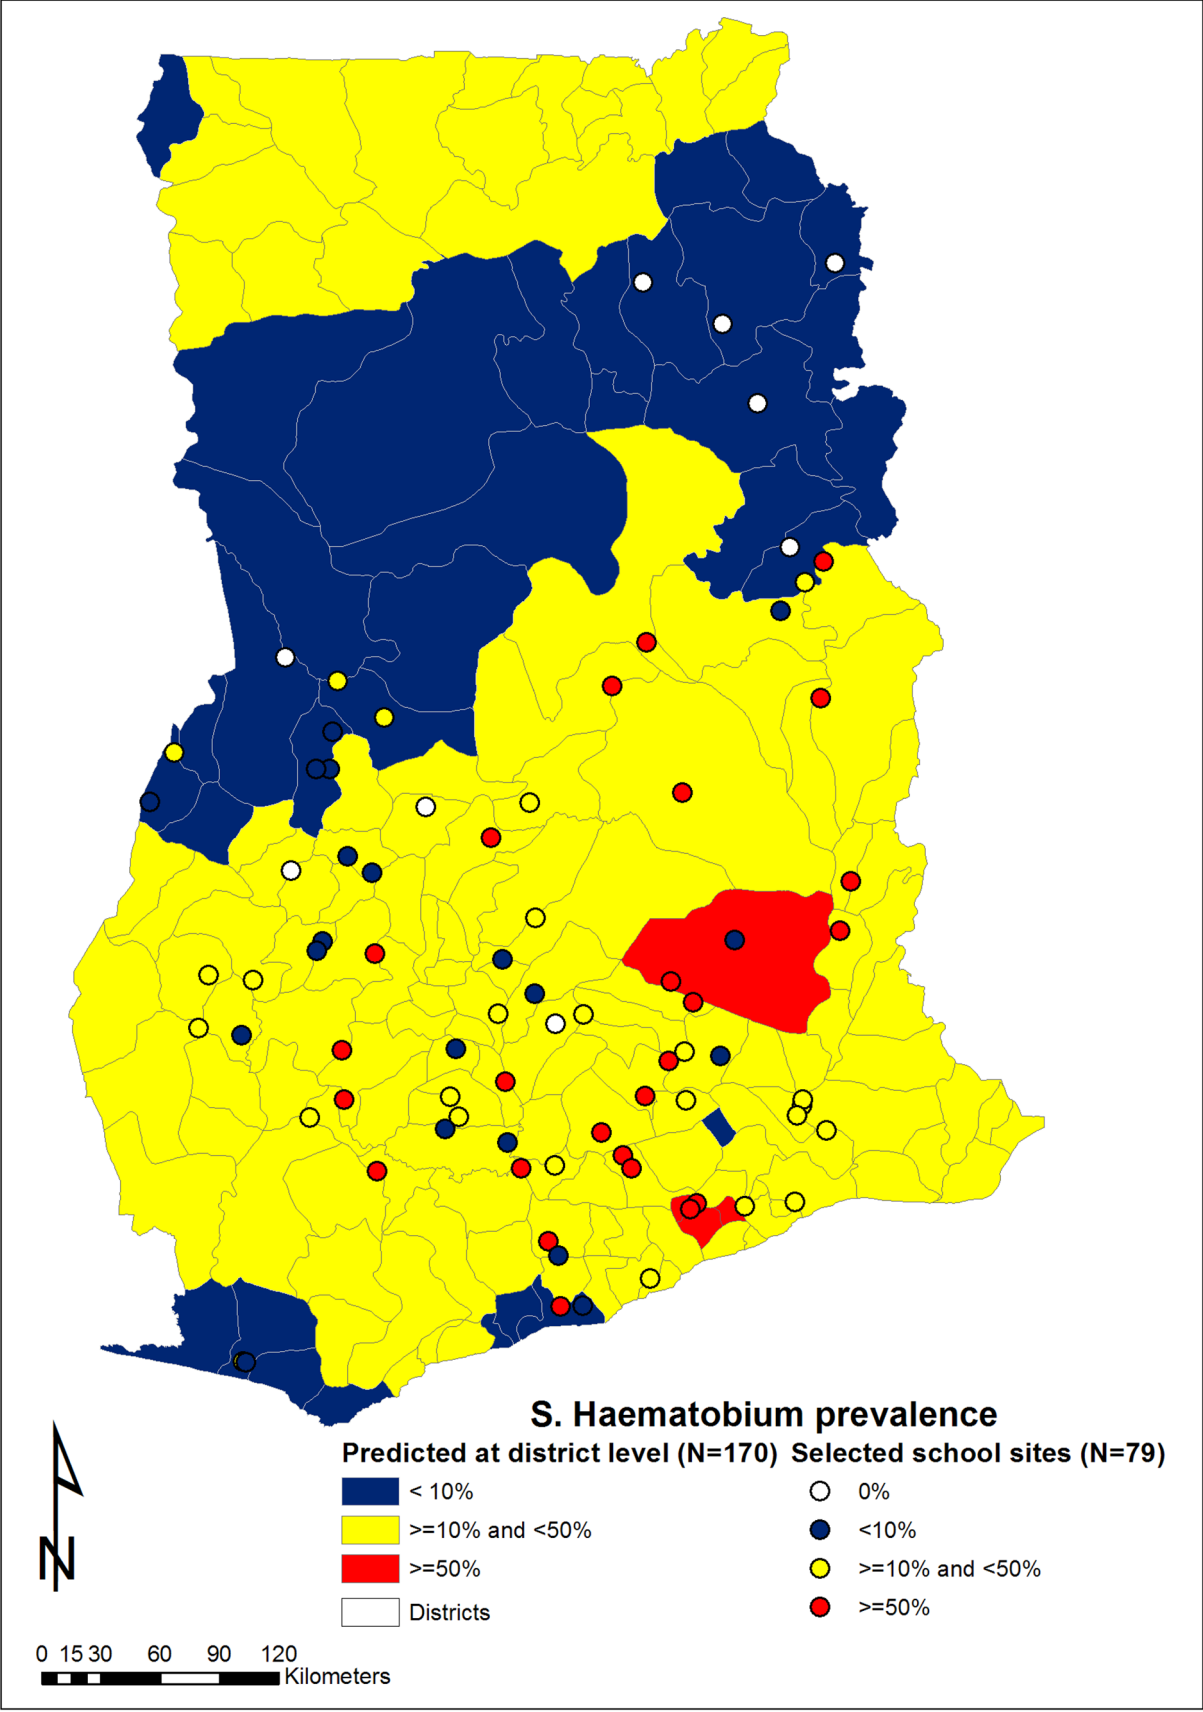 S. Haematobium prevalence
Predicted at district level (N=170) Selected school sites (N=79)
< 10% 0%
>=10% and <50% <10%
>=50% >=10% and <50%
Districts >=50%
N
0 15 30 60 90 120
Kilometers